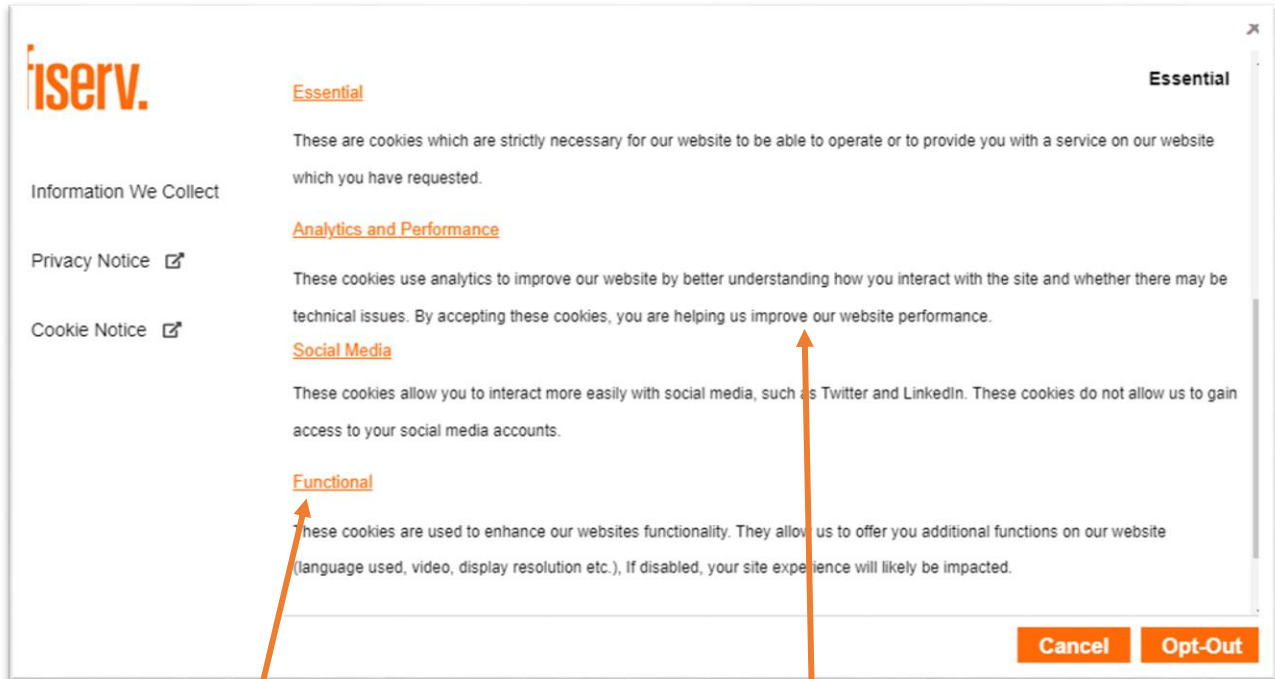 fiserv.
Information We Collect
Privacy Notice
Cookie Notice
Essential
Essential
These are cookies which are strictly necessary for our website to be able to operate or to provide you with a service on our website
which you have requested.
Analytics and Performance
These cookies use analytics to improve our website by better understanding how you interact with the site and whether there may be
technical issues. By accepting these cookies, you are helping us improve our website performance.
Social Media
These cookies allow you to interact more easily with social media, such as Twitter and LinkedIn. These cookies do not allow us to gain
access to your social media accounts.
Functional
These cookies are used to enhance our websites functionality. They allow us to offer you additional functions on our website
(language used, video, display resolution etc.), If disabled, your site experience will likely be impacted.
Cancel
Opt-Out